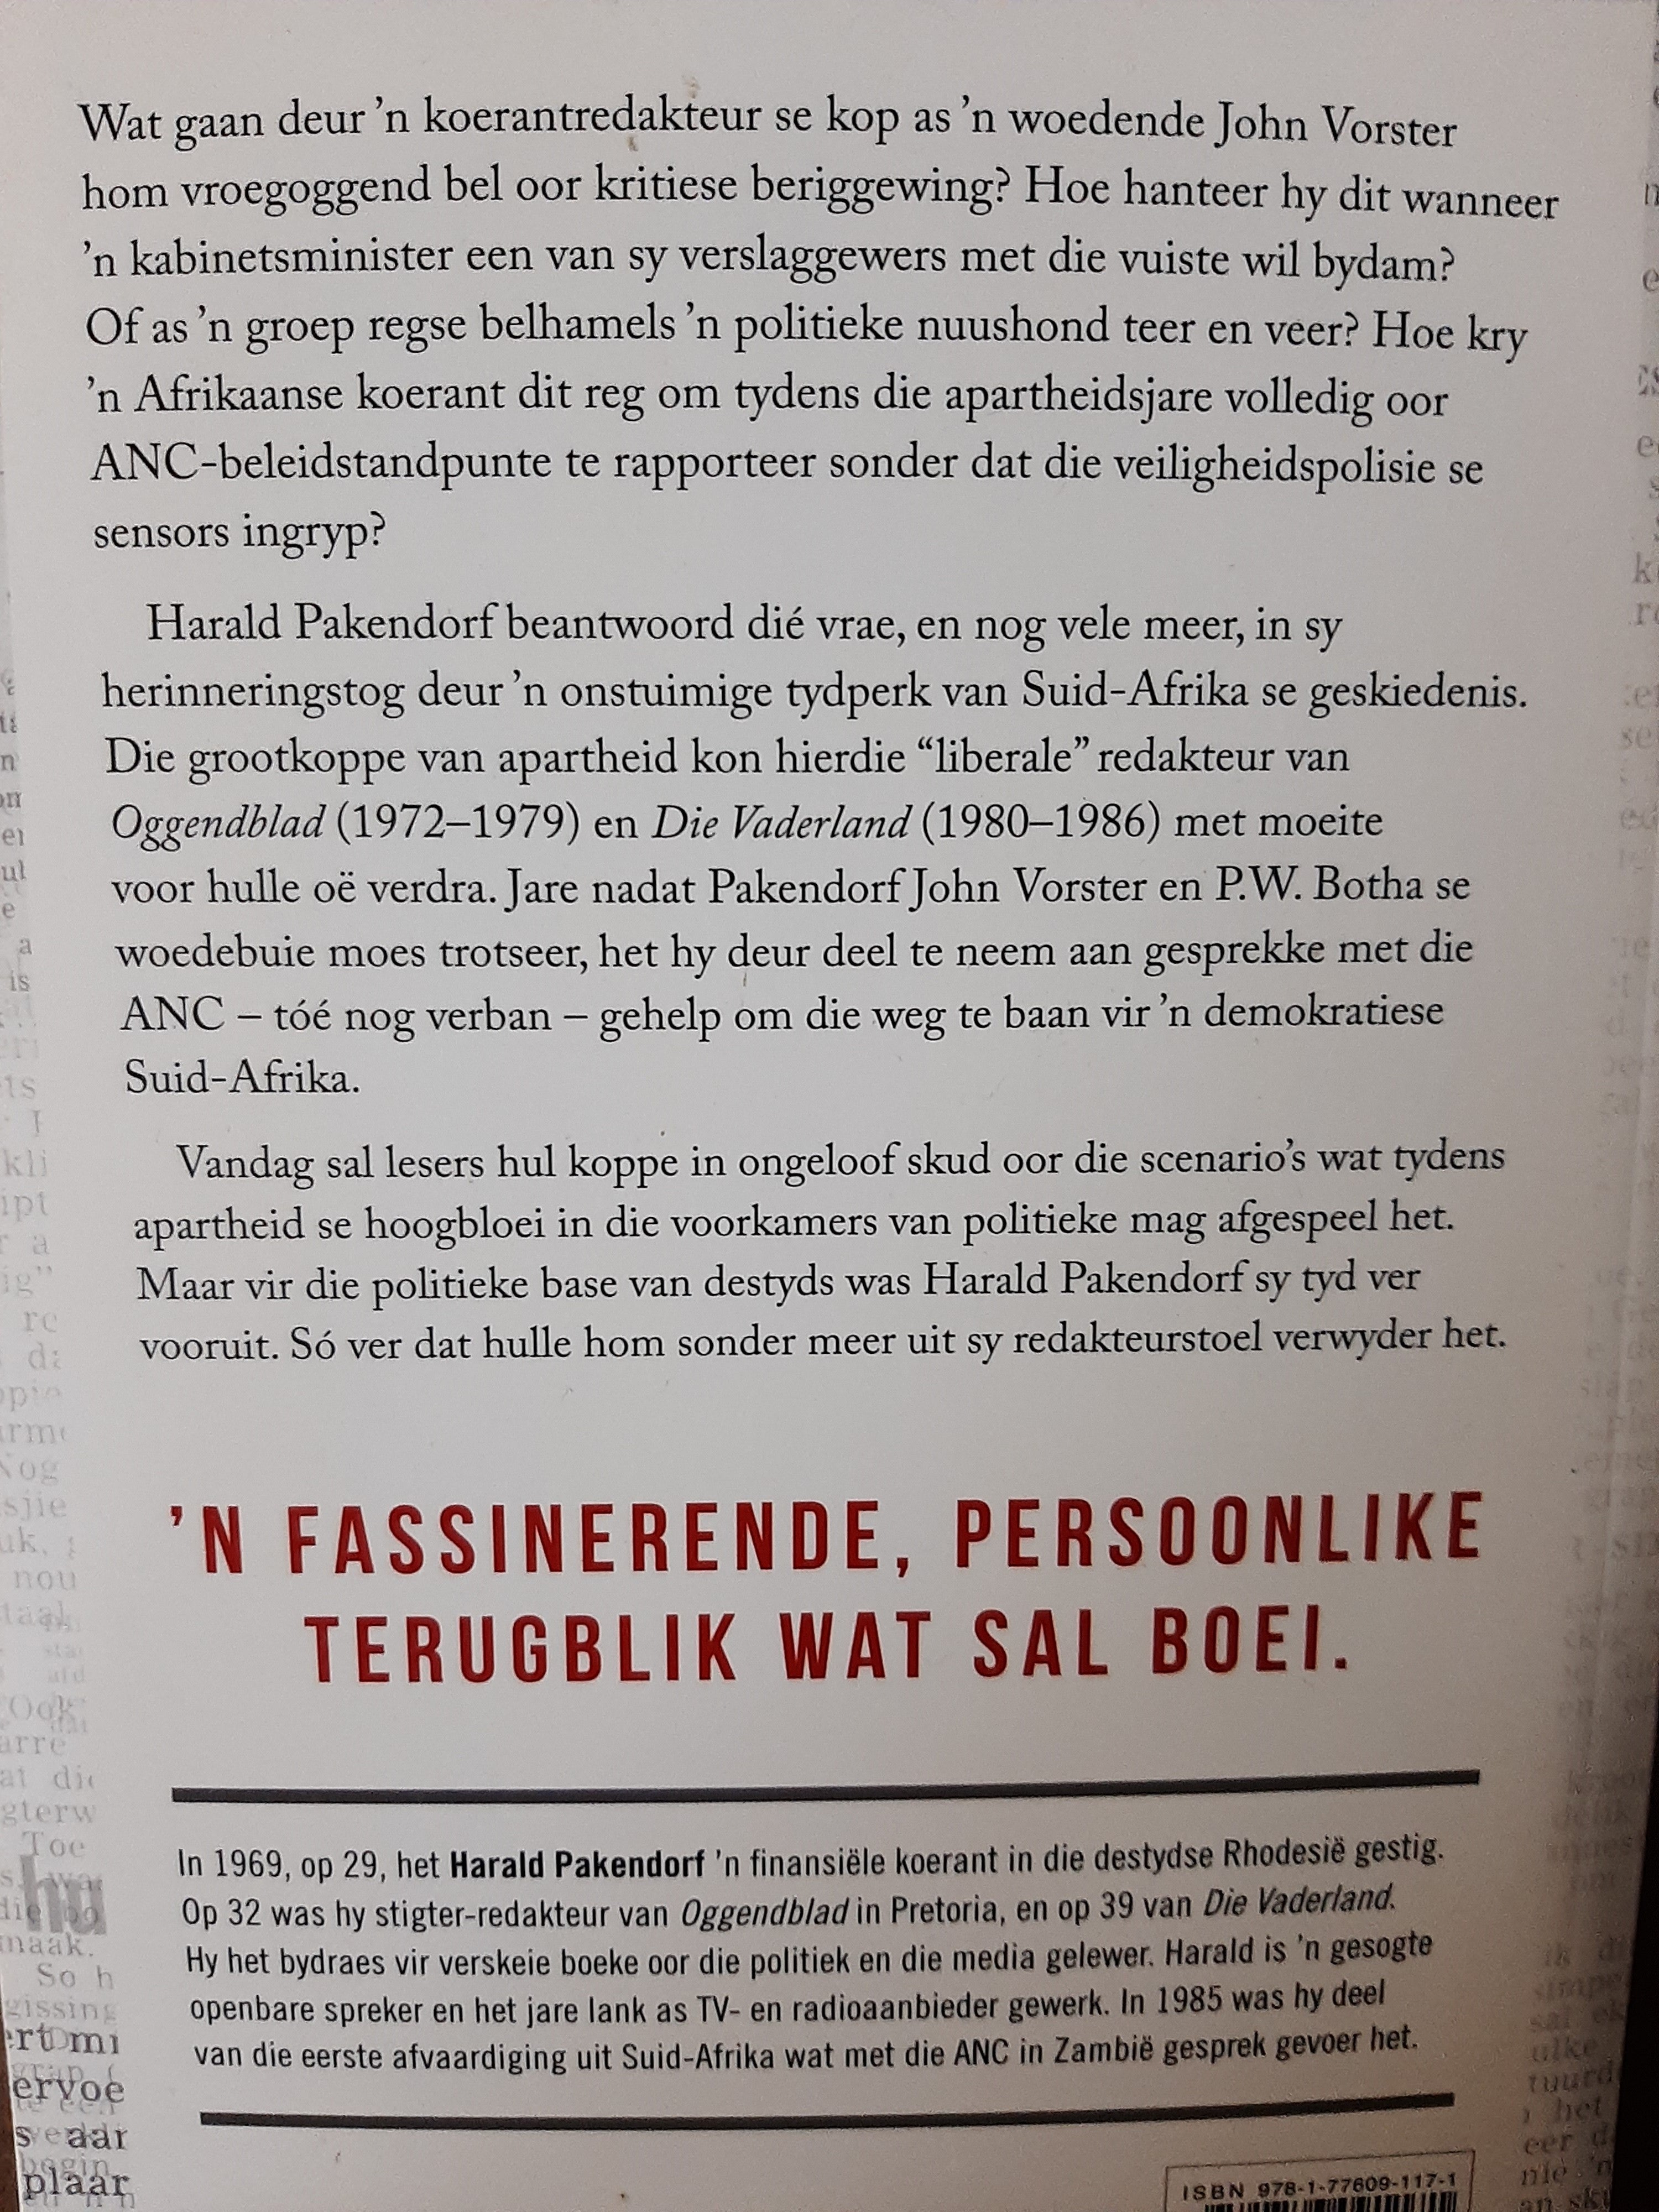 Wat gaan deur ’n koerantredakteur se kop as ’n woedende John Vorster
hom vroegoggend bel oor kritiese beriggewing? Hoe hanteer hy dit wanneer
’n kabinetsminister een van sy verslaggewers met die vuiste wil bydam?
Of as ’n groep regse belhamels ’n politieke nuushond teer en veer? Hoe kry
’n Afrikaanse koerant dit reg om tydens die apartheidsjare volledig oor
ANC-beleidstandpunte te rapporteer sonder dat die veiligheidspolisie se
sensors ingryp?
Harald Pakendorf beantwoord dié vrae, en nog vele meer, in sy
herinneringstog deur ’n onstuimige tydperk van Suid-Afrika se geskiedenis.
Die grootkoppe van apartheid kon hierdie “liberale” redakteur van
Oggendblad (1972–1979) en Die Vaderland (1980–1986) met moeite
voor hulle oë verdra. Jare nadat Pakendorf John Vorster en P.W. Botha se
woedebuie moes trotseer, het hy deur deel te neem aan gesprekke met die
ANC – tóé nog verban – gehelp om die weg te baan vir ’n demokratiese
Suid-Afrika.
Vandag sal lesers hul koppe in ongeloof skud oor die scenario’s wat tydens
apartheid se hoogbloei in die voorkamers van politieke mag afgespeel het.
Maar vir die politieke base van destyds was Harald Pakendorf sy tyd ver
vooruit. Só ver dat hulle hom sonder meer uit sy redakteurstoel verwyder het.
’N FASSINERENDE, PERSOONLIKE
TERUGBLIK WAT SAL BOEI.
In 1969, op 29, het Harald Pakendorf ’n finansiële koerant in die destydse Rhodesië gestig.
Op 32 was hy stigter-redakteur van Oggendblad in Pretoria, en op 39 van Die Vaderland.
Hy het bydraes vir verskeie boeke oor die politiek en die media gelewer. Harald is ’n gesogte
openbare spreker en het jare lank as TV- en radioaanbieder gewerk. In 1985 was hy deel
van die eerste afvaardiging uit Suid-Afrika wat met die ANC in Zambië gesprek gevoer het.
ISBN 978-1-77609-117-1